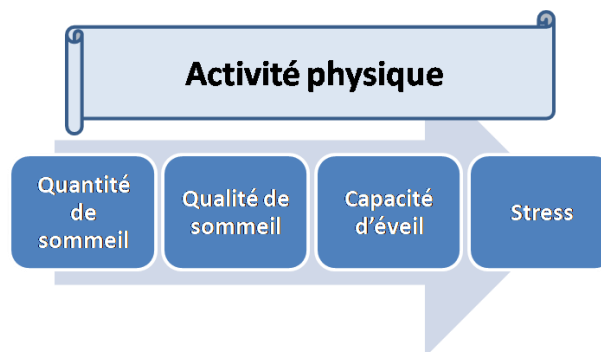 Activité physique
Quantité
de
sommeil
Qualité de
sommeil
Capacité
d'éveil
Stress